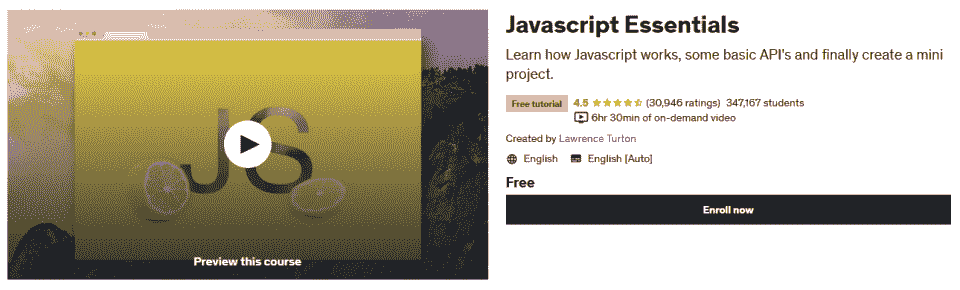 JS
Preview this course
Javascript Essentials
Learn how Javascript works, some basic API's and finally create a mini
project.
Free tutorial 4.5 (30,946 ratings) 347,167 students
6hr 30min of on-demand video
Created by Lawrence Turton
English English [Auto]
Free
Enroll now